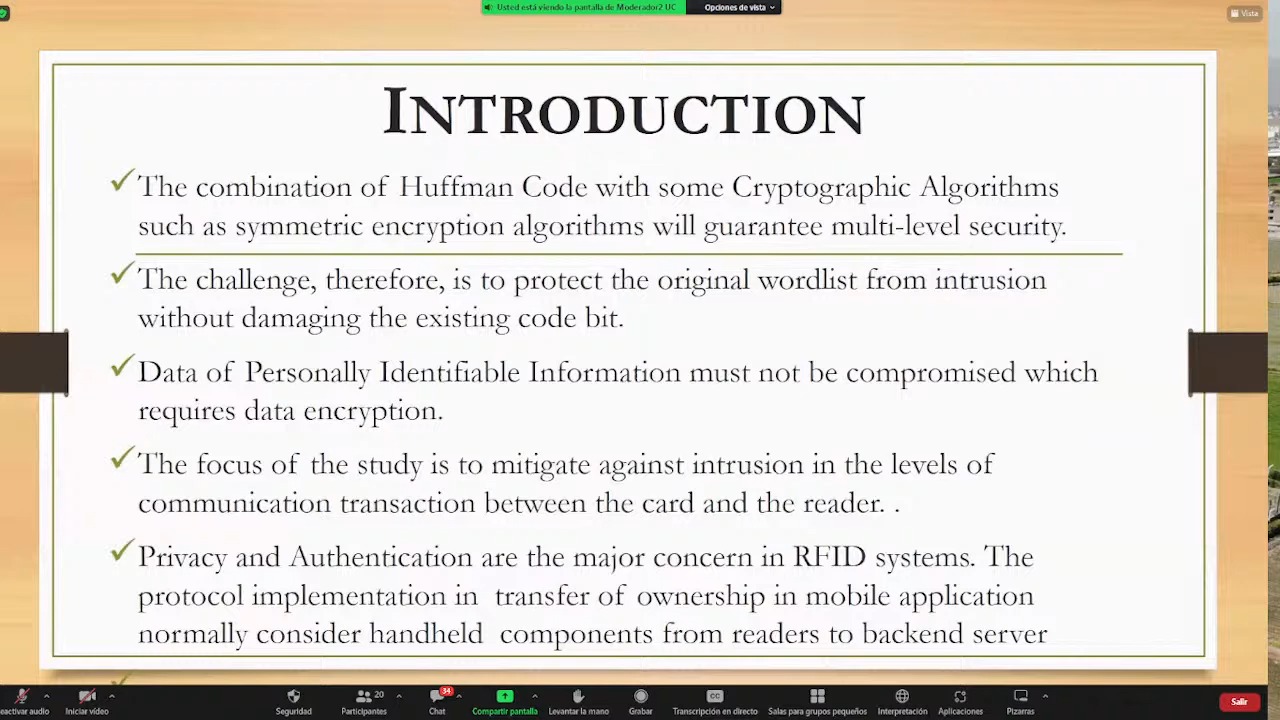 Usted está viendo la pantalla de Moderador2 UC
Opciones de vista
Vista
INTRODUCTION
The combination of Huffman Code with some Cryptographic Algorithms
such as symmetric encryption algorithms will guarantee multi-level security.
The challenge, therefore, is to protect the original wordlist from intrusion
without damaging the existing code bit.
Data of Personally Identifiable Information must not be compromised which
requires data encryption.
The focus of the study is to mitigate against intrusion in the levels of
communication transaction between the card and the reader. .
Privacy and Authentication are the major concern in RFID systems. The
protocol implementation in transfer of ownership in mobile application
normally consider handheld components from readers to backend server
20
34
eactivar audio
Iniciar video
Seguridad
Participantes
Chat
Compartir pantalla
Levantar la mano
Grabar
Transcripción en directo
Salas para grupos pequeños
Interpretación
Aplicaciones
Pizarras
Salir